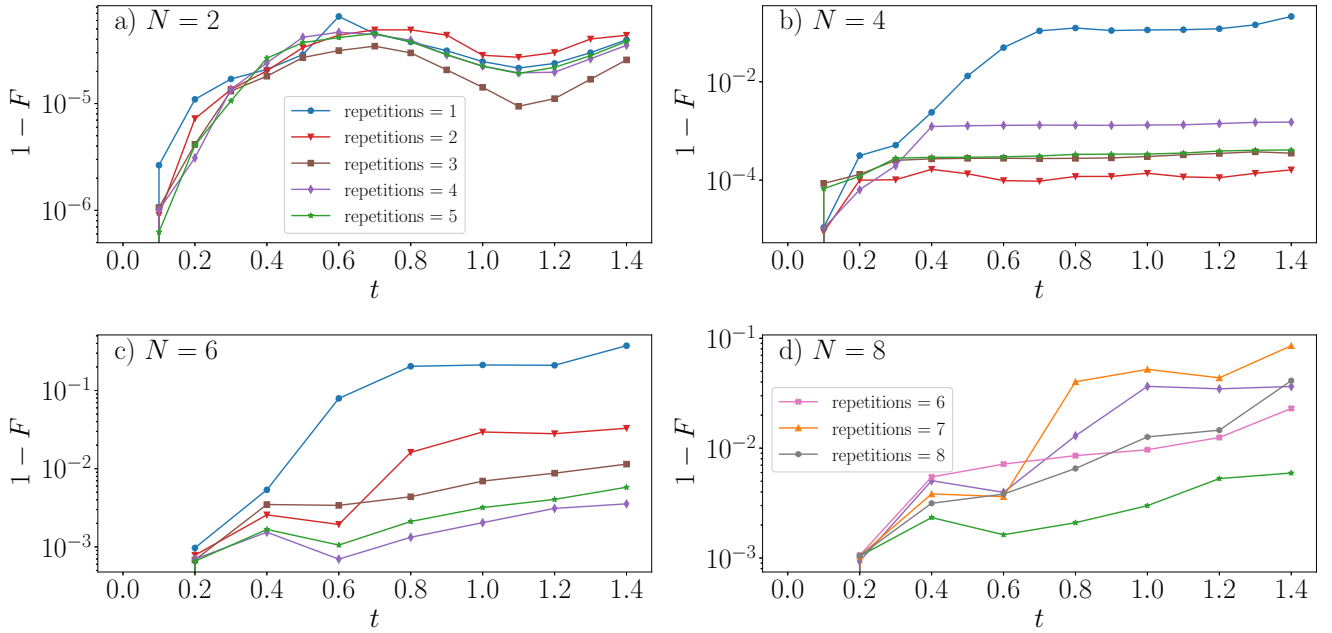 a) N = 2
1 − F
10⁻⁵
10⁻⁶
repetitions = 1
repetitions = 2
repetitions = 3
repetitions = 4
repetitions = 5
0.0 0.2 0.4 0.6 0.8 1.0 1.2 1.4
t
b) N = 4
1 − F
10⁻²
10⁻⁴
0.0 0.2 0.4 0.6 0.8 1.0 1.2 1.4
t
c) N = 6
1 − F
10⁻¹
10⁻²
10⁻³
0.0 0.2 0.4 0.6 0.8 1.0 1.2 1.4
t
d) N = 8
1 − F
10⁻¹
10⁻²
10⁻³
repetitions = 6
repetitions = 7
repetitions = 8
0.0 0.2 0.4 0.6 0.8 1.0 1.2 1.4
t